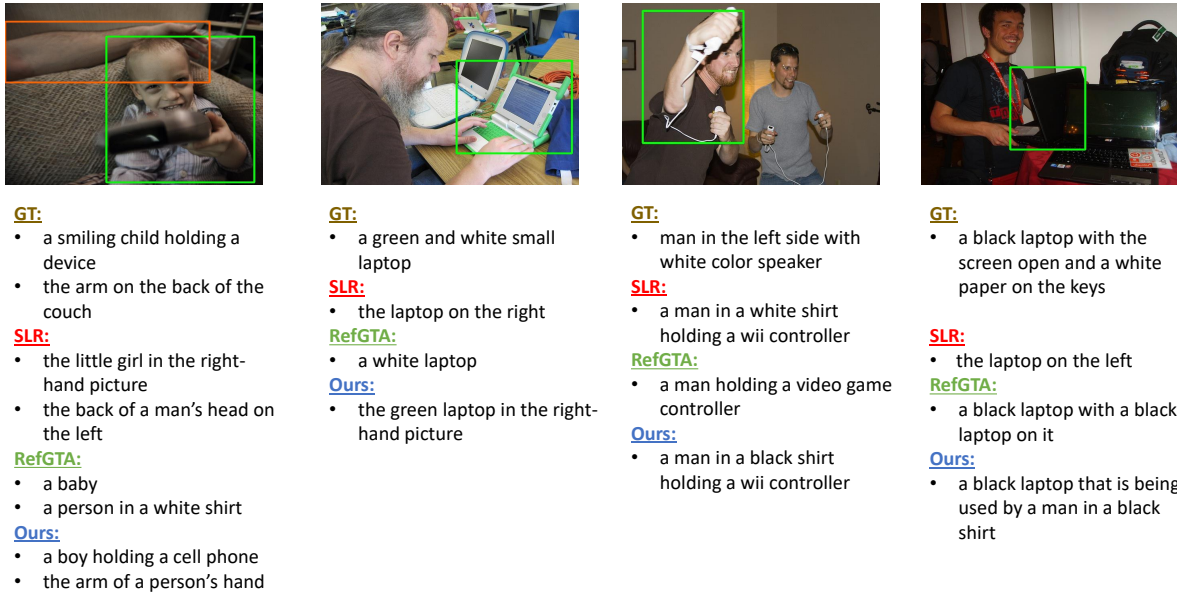 GT:
• a smiling child holding a
device
• the arm on the back of the
couch
SLR:
• the little girl in the right-
hand picture
• the back of a man's head on
the left
RefGTA:
• a baby
• a person in a white shirt
Ours:
• a boy holding a cell phone
• the arm of a person's hand
GT:
• a green and white small
laptop
SLR:
• the laptop on the right
RefGTA:
• a white laptop
Ours:
• the green laptop in the right-
hand picture
GT:
• man in the left side with
white color speaker
SLR:
• a man in a white shirt
holding a wii controller
RefGTA:
• a man holding a video game
controller
Ours:
• a man in a black shirt
holding a wii controller
GT:
• a black laptop with the
screen open and a white
paper on the keys
SLR:
• the laptop on the left
RefGTA:
• a black laptop with a black
laptop on it
Ours:
• a black laptop that is being
used by a man in a black
shirt